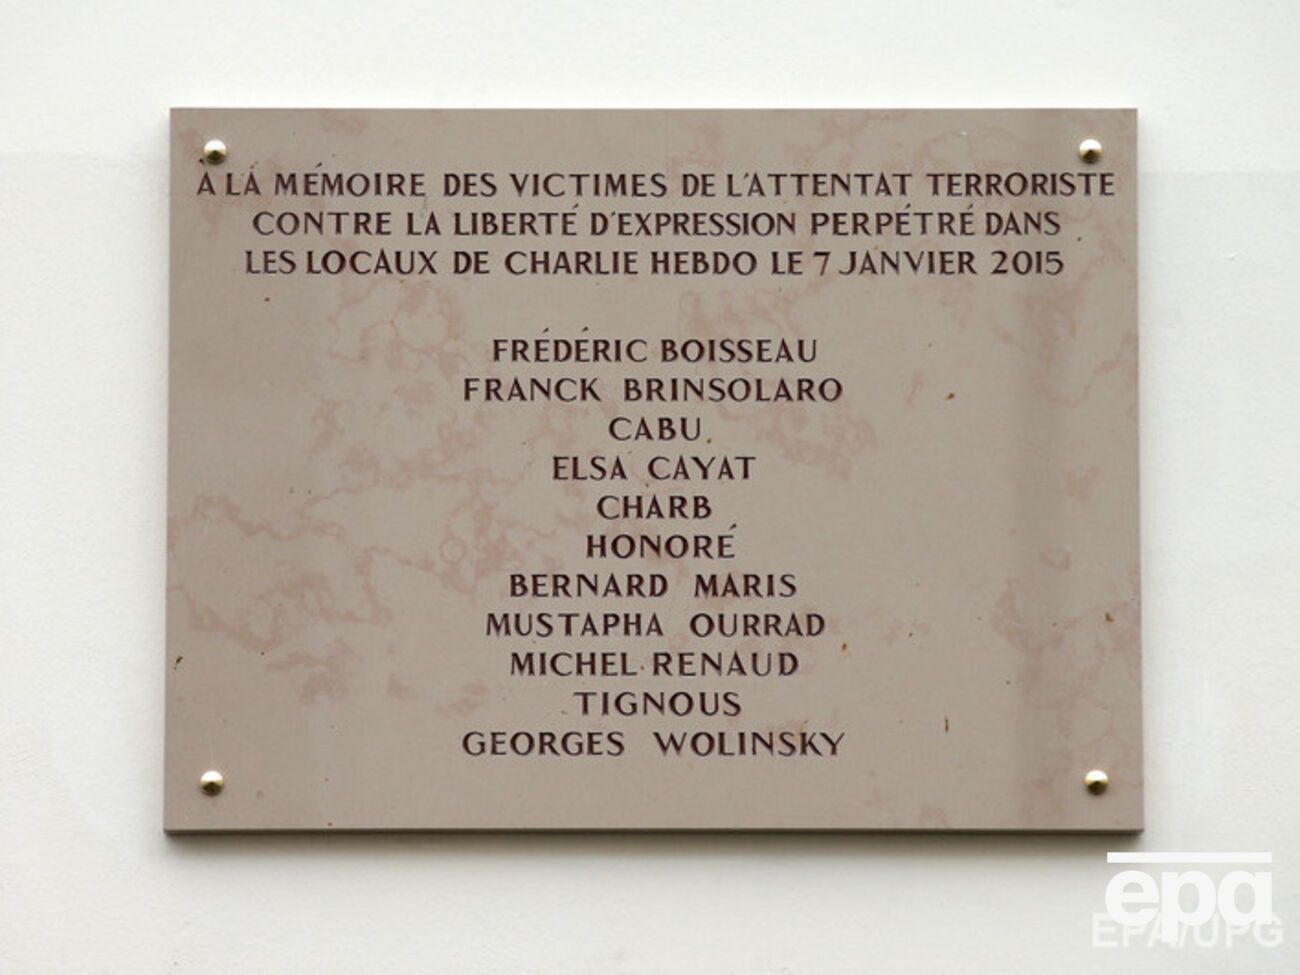 À LA MÉMOIRE DES VICTIMES DE L'ATTENTAT TERRORISTE
CONTRE LA LIBERTÉ D'EXPRESSION PERPÉTRÉ DANS
LES LOCAUX DE CHARLIE HEBDO LE 7 JANVIER 2015
FRÉDÉRIC BOISSEAU
FRANCK BRINSOLARO
CABU
ELSA CAYAT
CHARB
HONORÉ
BERNARD MARIS
MUSTAPHA OURRAD
MICHEL RENAUD
TIGNOUS
GEORGES WOLINSKY
epa
EPA/UPG